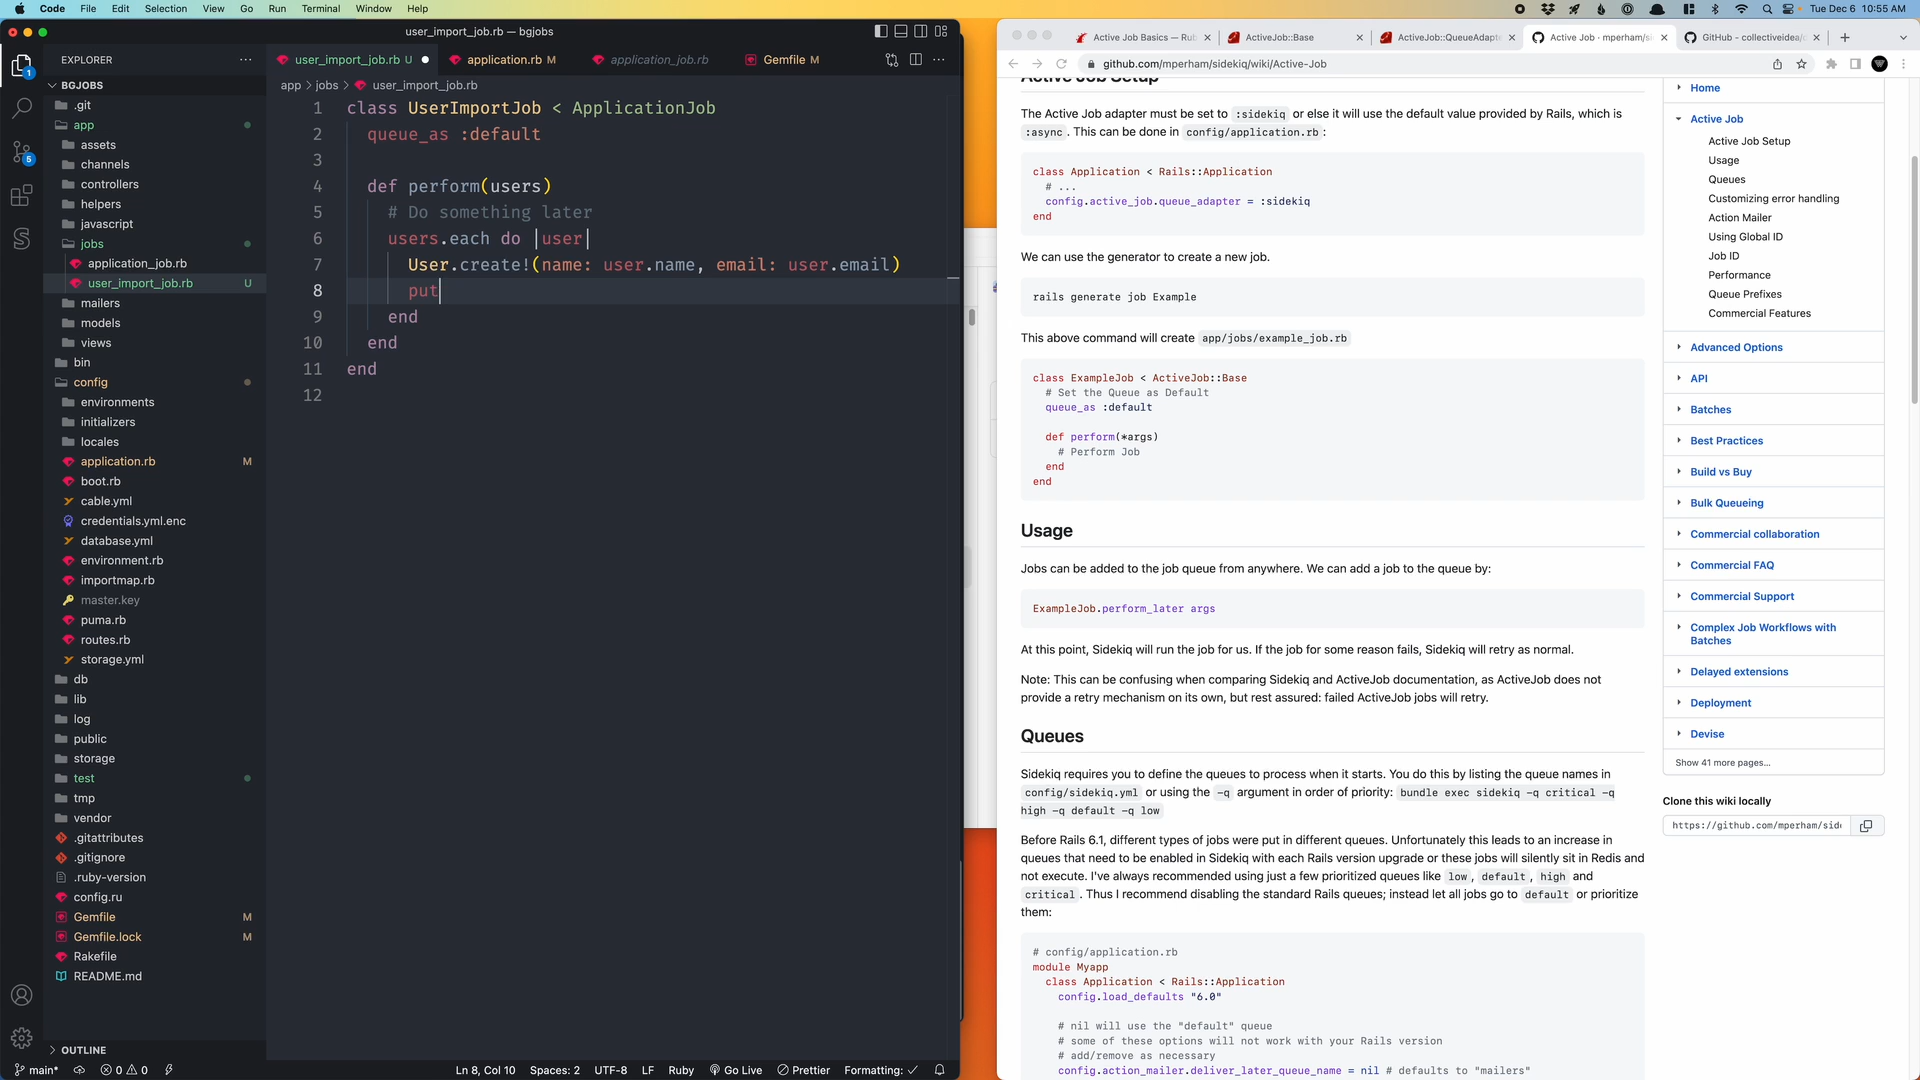 Code File Edit Selection View Go Run Terminal Window Help
Tue Dec 6 10:55 AM
user_import_job.rb — bgjobs
1
5
EXPLORER
BGJOBS
.git
app
assets
channels
controllers
helpers
javascript
jobs
application_job.rb
user_import_job.rb U
mailers
models
views
bin
config
environments
initializers
locales
application.rb M
boot.rb
cable.yml
credentials.yml.enc
database.yml
environment.rb
importmap.rb
master.key
puma.rb
routes.rb
storage.yml
db
lib
log
public
storage
test
tmp
vendor
.gitattributes
.gitignore
.ruby-version
config.ru
Gemfile M
Gemfile.lock M
Rakefile
README.md
OUTLINE
user_import_job.rb U
application.rb M
application_job.rb
Gemfile M
app > jobs > user_import_job.rb
1 class UserImportJob < ApplicationJob
2 queue_as :default
3
4 def perform(users)
5 # Do something later
6 users.each do |user|
7 User.create!(name: user.name, email: user.email)
8 put
9 end
10 end
11 end
12
main* 0 0
Ln 8, Col 10 Spaces: 2 UTF-8 LF Ruby Go Live Prettier Formatting:
Active Job Basics — Rub
ActiveJob::Base
ActiveJob::QueueAdapte
Active Job · mperham/si
GitHub - collectiveidea/c
github.com/mperham/sidekiq/wiki/Active-Job
Active Job Setup
The Active Job adapter must be set to :sidekiq or else it will use the default value provided by Rails, which is
:async. This can be done in config/application.rb:
class Application < Rails::Application
# ...
config.active_job.queue_adapter = :sidekiq
end
We can use the generator to create a new job.
rails generate job Example
This above command will create app/jobs/example_job.rb
class ExampleJob < ActiveJob::Base
# Set the Queue as Default
queue_as :default
def perform(*args)
# Perform Job
end
end
Usage
Jobs can be added to the job queue from anywhere. We can add a job to the queue by:
ExampleJob.perform_later args
At this point, Sidekiq will run the job for us. If the job for some reason fails, Sidekiq will retry as normal.
Note: This can be confusing when comparing Sidekiq and ActiveJob documentation, as ActiveJob does not
provide a retry mechanism on its own, but rest assured: failed ActiveJob jobs will retry.
Queues
Sidekiq requires you to define the queues to process when it starts. You do this by listing the queue names in
config/sidekiq.yml or using the -q argument in order of priority: bundle exec sidekiq -q critical -q
high -q default -q low
Before Rails 6.1, different types of jobs were put in different queues. Unfortunately this leads to an increase in
queues that need to be enabled in Sidekiq with each Rails version upgrade or these jobs will silently sit in Redis and
not execute. I've always recommended using just a few prioritized queues like low, default, high and
critical. Thus I recommend disabling the standard Rails queues; instead let all jobs go to default or prioritize
them:
# config/application.rb
module Myapp
class Application < Rails::Application
config.load_defaults "6.0"
# nil will use the "default" queue
# some of these options will not work with your Rails version
# add/remove as necessary
config.action_mailer.deliver_later_queue_name = nil # defaults to "mailers"
Home
Active Job
Active Job Setup
Usage
Queues
Customizing error handling
Action Mailer
Using Global ID
Job ID
Performance
Queue Prefixes
Commercial Features
Advanced Options
API
Batches
Best Practices
Build vs Buy
Bulk Queueing
Commercial collaboration
Commercial FAQ
Commercial Support
Complex Job Workflows with
Batches
Delayed extensions
Deployment
Devise
Show 41 more pages...
Clone this wiki locally
https://github.com/mperham/sid